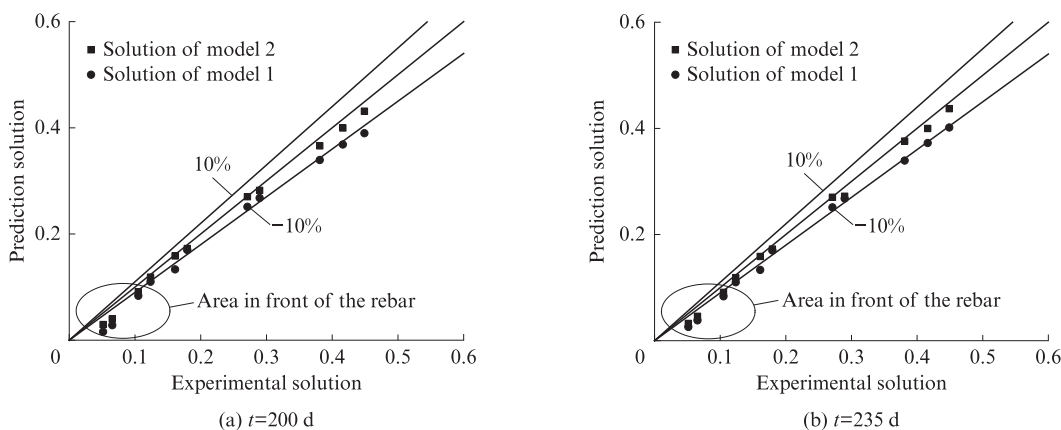 0.6
Solution of model 2
Solution of model 1
0.4
Prediction solution
10%
−10%
0.2
Area in front of the rebar
0
0.1
0.2
0.3
0.4
0.5
0.6
Experimental solution
(a) t=200 d
0.6
Solution of model 2
Solution of model 1
0.4
Prediction solution
10%
−10%
0.2
Area in front of the rebar
0
0.1
0.2
0.3
0.4
0.5
0.6
Experimental solution
(b) t=235 d